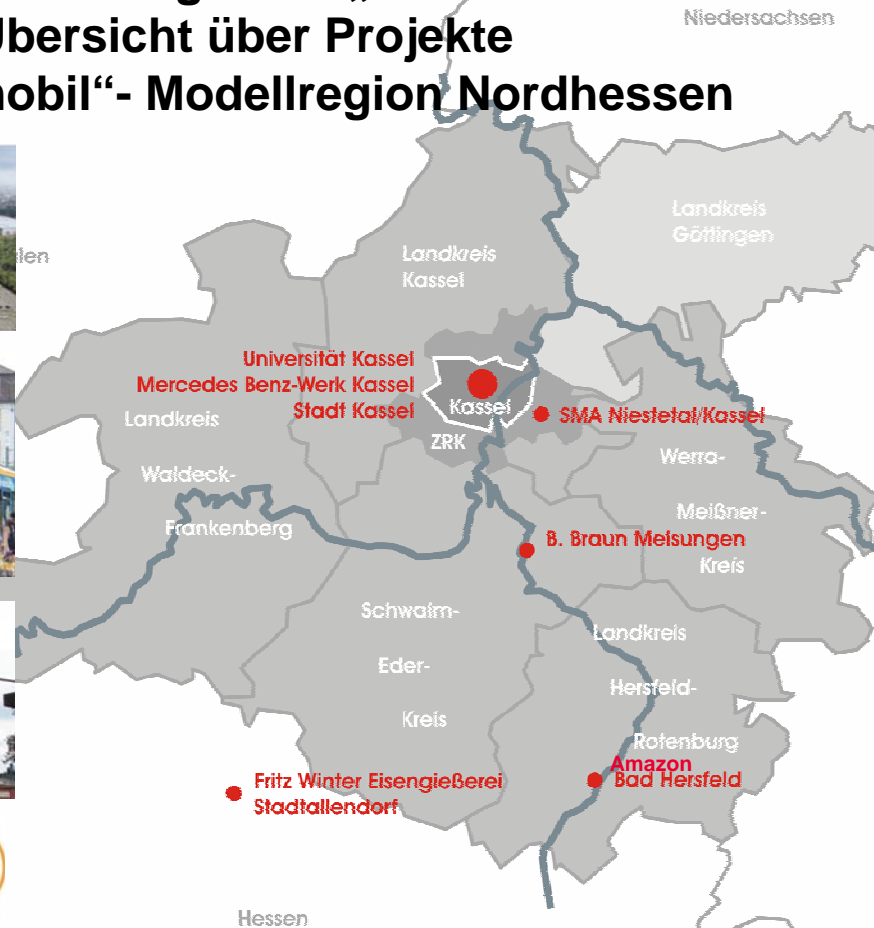 Übersicht über Projekte
mobil“- Modellregion Nordhessen
Niedersachsen
Landkreis
Göttingen
Landkreis
Kassel
Universität Kassel
Mercedes Benz-Werk Kassel
Stadt Kassel
Kassel
SMA Niestetal/Kassel
ZRK
Landkreis
Waldeck-
Frankenberg
Werra-
Meißner-
Kreis
B. Braun Melsungen
Schwalm-
Eder-
Kreis
Landkreis
Hersfeld-
Rotenburg
Amazon
Bad Hersfeld
Fritz Winter Eisengießerei
Stadtallendorf
Hessen